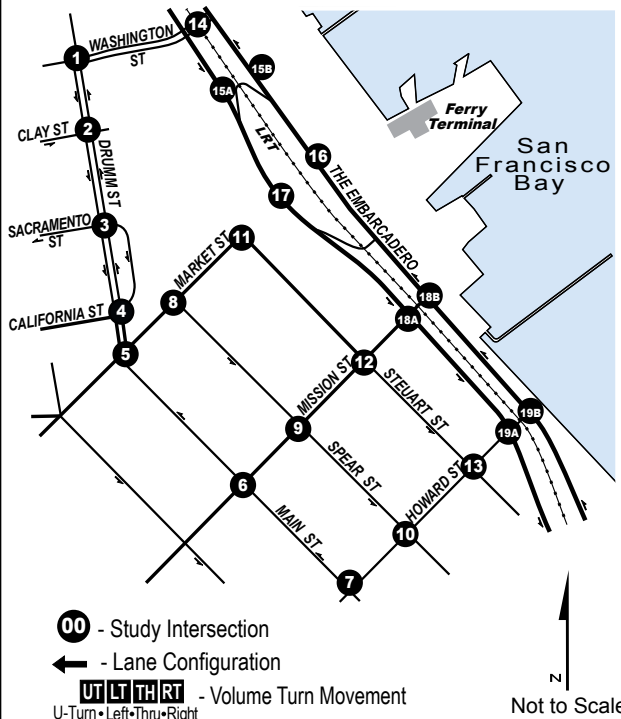 14
1
WASHINGTON
ST
15B
15A
Ferry
Terminal
CLAY ST
2
LRT
San
Francisco
Bay
DRUMM ST
16
THE EMBARCADERO
17
SACRAMENTO
ST
3
11
MARKET ST
8
18B
18A
CALIFORNIA ST
4
5
12
MISSION ST
STEUART ST
19B
19A
9
SPEAR ST
13
HOWARD ST
6
MAIN ST
10
7
00 - Study Intersection
- Lane Configuration
UT LT TH RT - Volume Turn Movement
U-Turn•Left•Thru•Right
N
Not to Scale